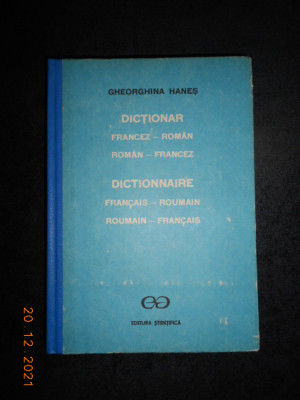 GHEORGHINA HANEȘ
DICȚIONAR
FRANCEZ – ROMÂN
ROMÂN – FRANCEZ
DICTIONNAIRE
FRANÇAIS – ROUMAIN
ROUMAIN – FRANÇAIS
EDITURA ȘTIINȚIFICĂ
20.12.2021